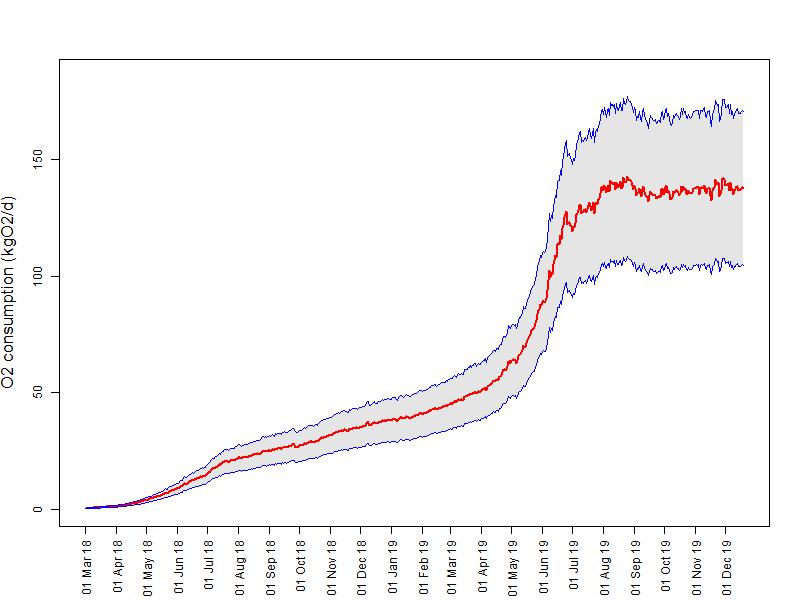 O2 consumption (kgO2/d)
150
100
50
0
01 Mar 18
01 Apr 18
01 May 18
01 Jun 18
01 Jul 18
01 Aug 18
01 Sep 18
01 Oct 18
01 Nov 18
01 Dec 18
01 Jan 19
01 Feb 19
01 Mar 19
01 Apr 19
01 May 19
01 Jun 19
01 Jul 19
01 Aug 19
01 Sep 19
01 Oct 19
01 Nov 19
01 Dec 19